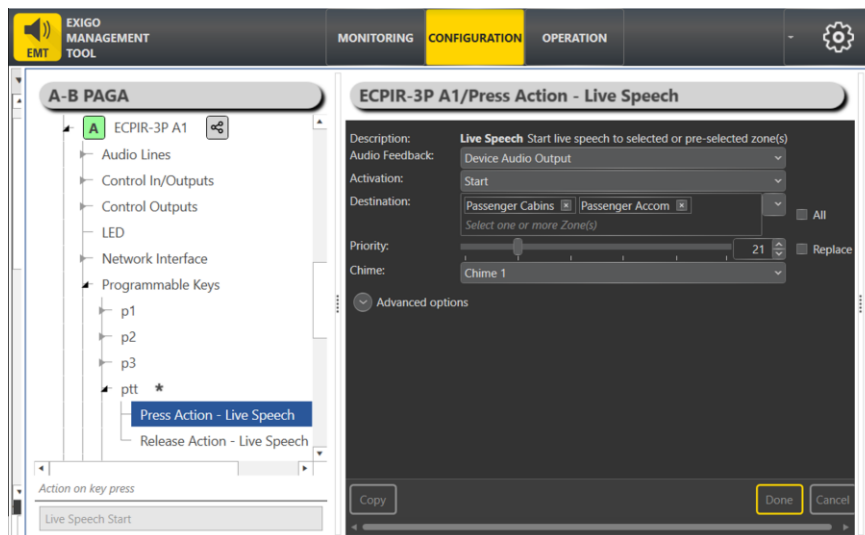 EXIGO
MANAGEMENT
TOOL
EMT
MONITORING
CONFIGURATION
OPERATION
A-B PAGA
A ECPIR-3P A1
Audio Lines
Control In/Outputs
Control Outputs
LED
Network Interface
Programmable Keys
p1
p2
p3
ptt *
Press Action - Live Speech
Release Action - Live Speech
Action on key press
Live Speech Start
ECPIR-3P A1/Press Action - Live Speech
Description: Live Speech Start live speech to selected or pre-selected zone(s)
Audio Feedback: Device Audio Output
Activation: Start
Destination: Passenger Cabins Passenger Accom
All
Select one or more Zone(s)
Priority: 21 Replace
Chime: Chime 1
Advanced options
Copy Done Cancel